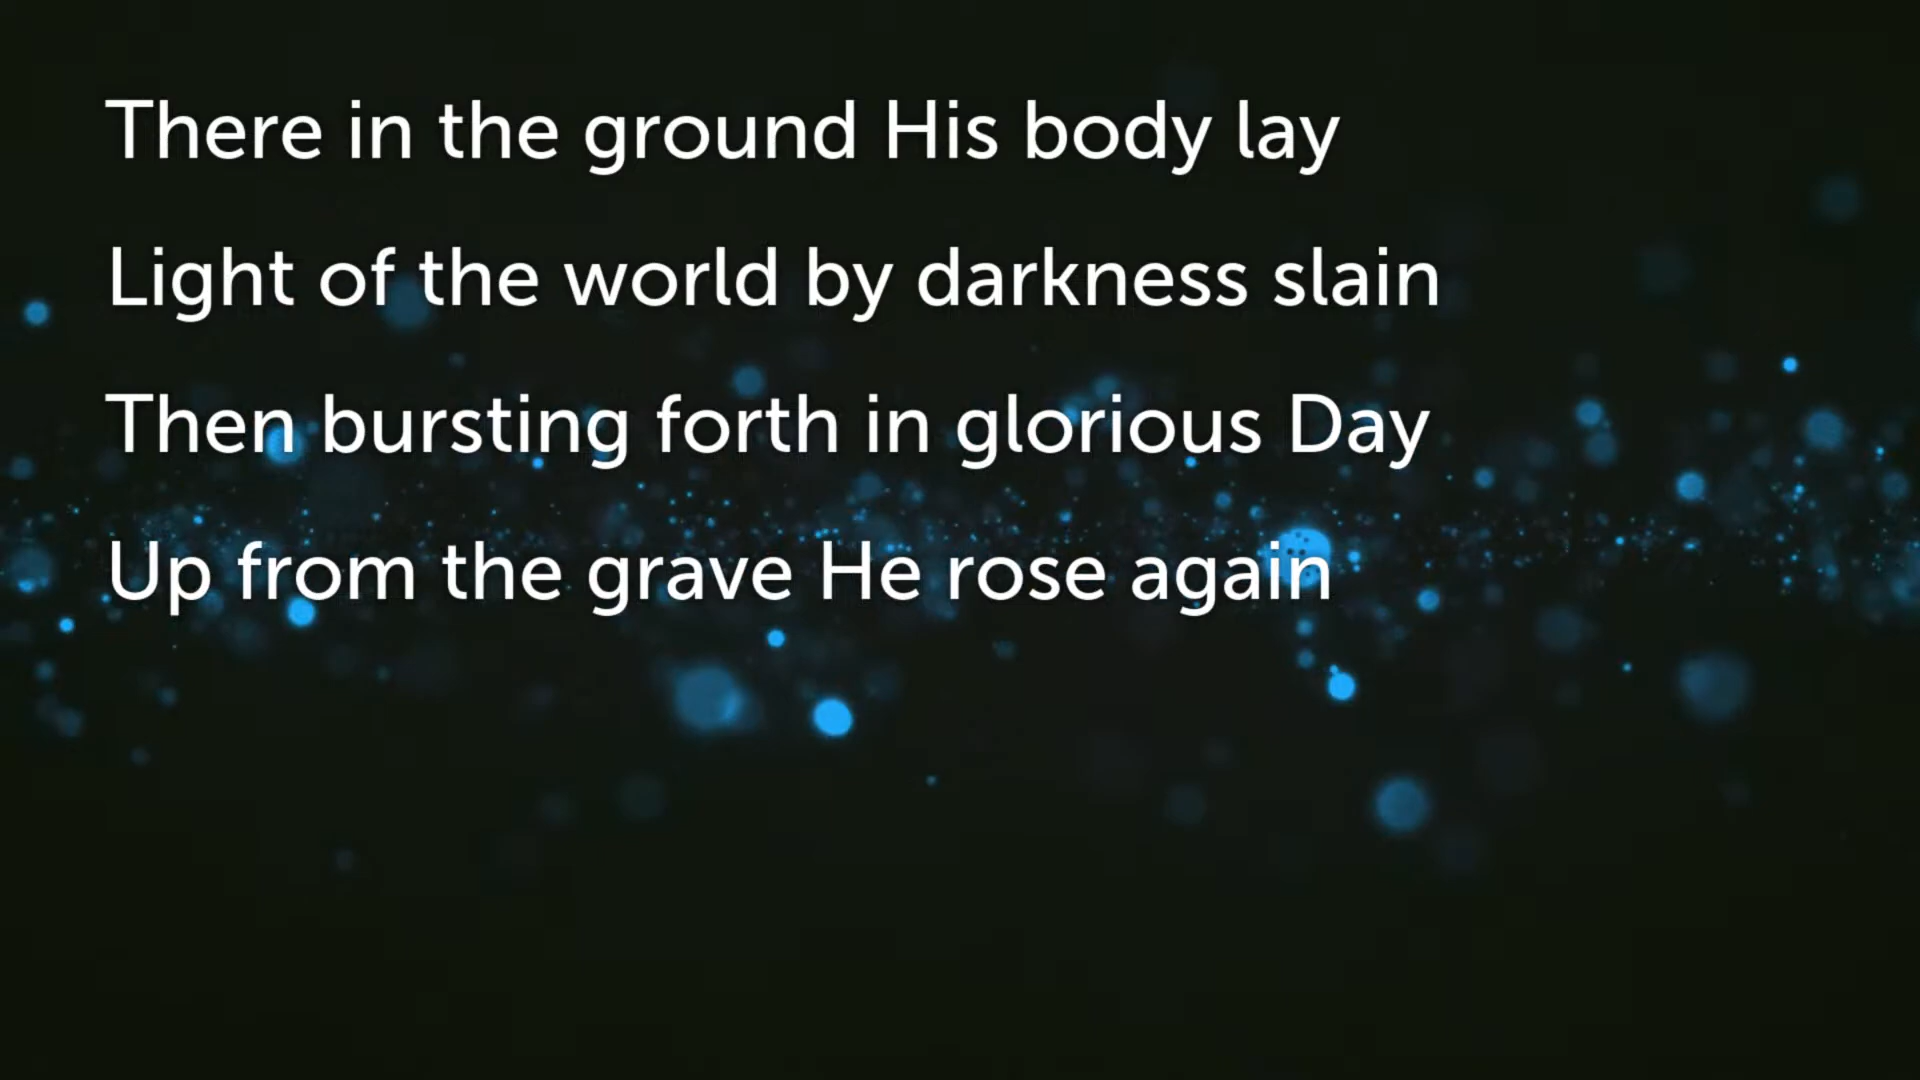 There in the ground His body lay
Light of the world by darkness slain
Then bursting forth in glorious Day
Up from the grave He rose again